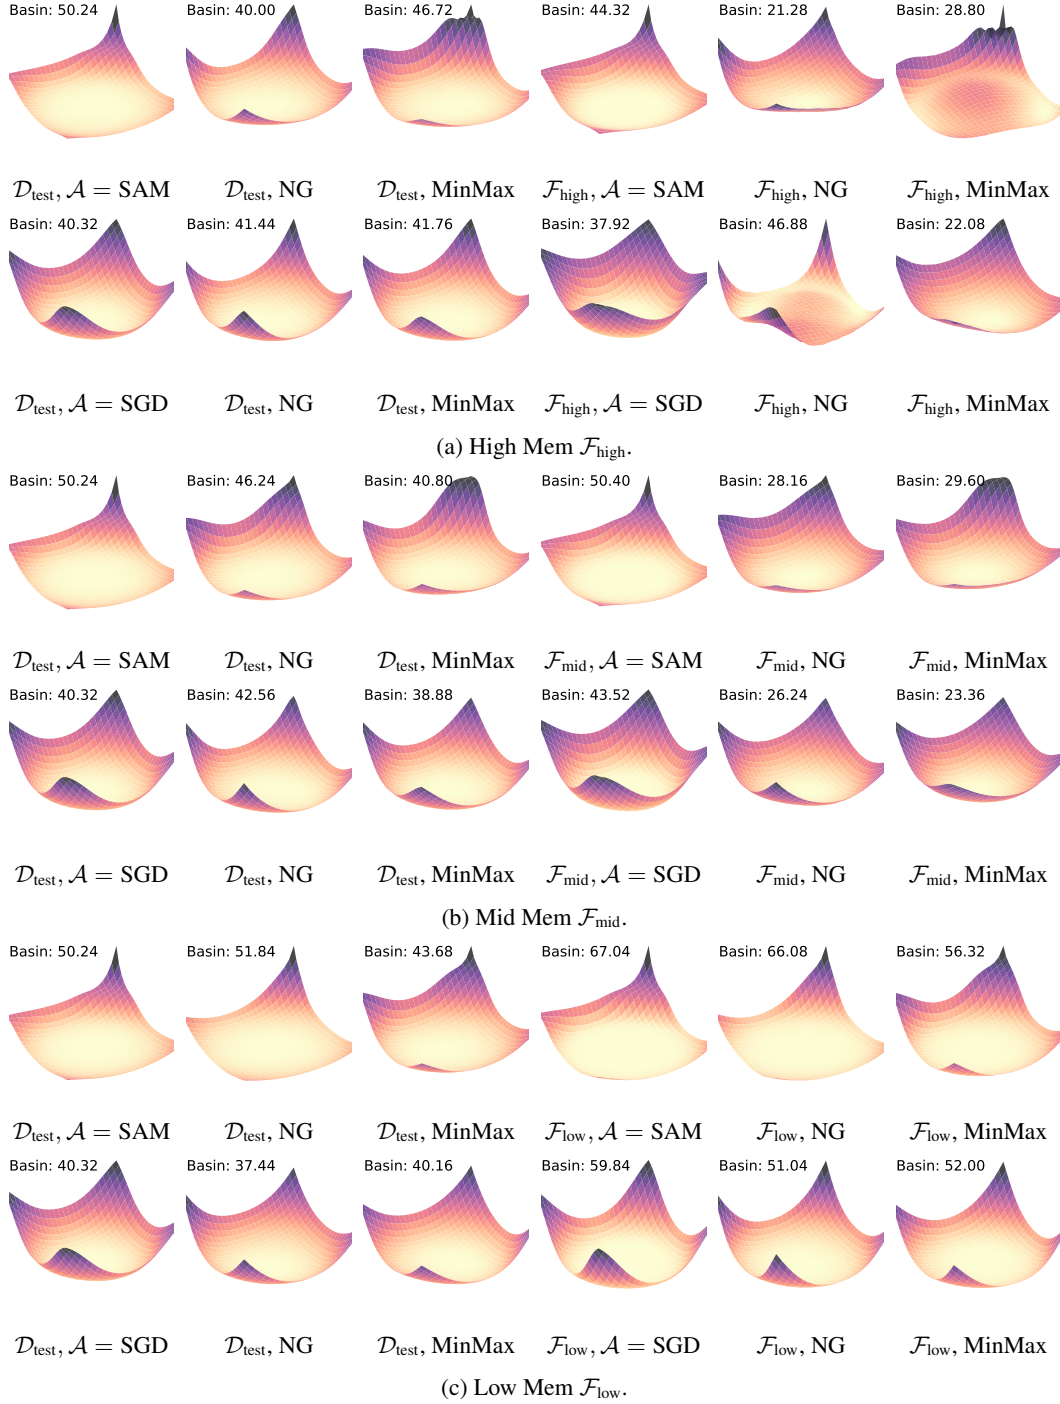 Basin: 50.24 Basin: 40.00 Basin: 46.72 Basin: 44.32 Basin: 21.28 Basin: 28.80
𝒟test, 𝒜 = SAM 𝒟test, NG 𝒟test, MinMax ℱhigh, 𝒜 = SAM ℱhigh, NG ℱhigh, MinMax
Basin: 40.32 Basin: 41.44 Basin: 41.76 Basin: 37.92 Basin: 46.88 Basin: 22.08
𝒟test, 𝒜 = SGD 𝒟test, NG 𝒟test, MinMax ℱhigh, 𝒜 = SGD ℱhigh, NG ℱhigh, MinMax
(a) High Mem ℱhigh.
Basin: 50.24 Basin: 46.24 Basin: 40.80 Basin: 50.40 Basin: 28.16 Basin: 29.60
𝒟test, 𝒜 = SAM 𝒟test, NG 𝒟test, MinMax ℱmid, 𝒜 = SAM ℱmid, NG ℱmid, MinMax
Basin: 40.32 Basin: 42.56 Basin: 38.88 Basin: 43.52 Basin: 26.24 Basin: 23.36
𝒟test, 𝒜 = SGD 𝒟test, NG 𝒟test, MinMax ℱmid, 𝒜 = SGD ℱmid, NG ℱmid, MinMax
(b) Mid Mem ℱmid.
Basin: 50.24 Basin: 51.84 Basin: 43.68 Basin: 67.04 Basin: 66.08 Basin: 56.32
𝒟test, 𝒜 = SAM 𝒟test, NG 𝒟test, MinMax ℱlow, 𝒜 = SAM ℱlow, NG ℱlow, MinMax
Basin: 40.32 Basin: 37.44 Basin: 40.16 Basin: 59.84 Basin: 51.04 Basin: 52.00
𝒟test, 𝒜 = SGD 𝒟test, NG 𝒟test, MinMax ℱlow, 𝒜 = SGD ℱlow, NG ℱlow, MinMax
(c) Low Mem ℱlow.